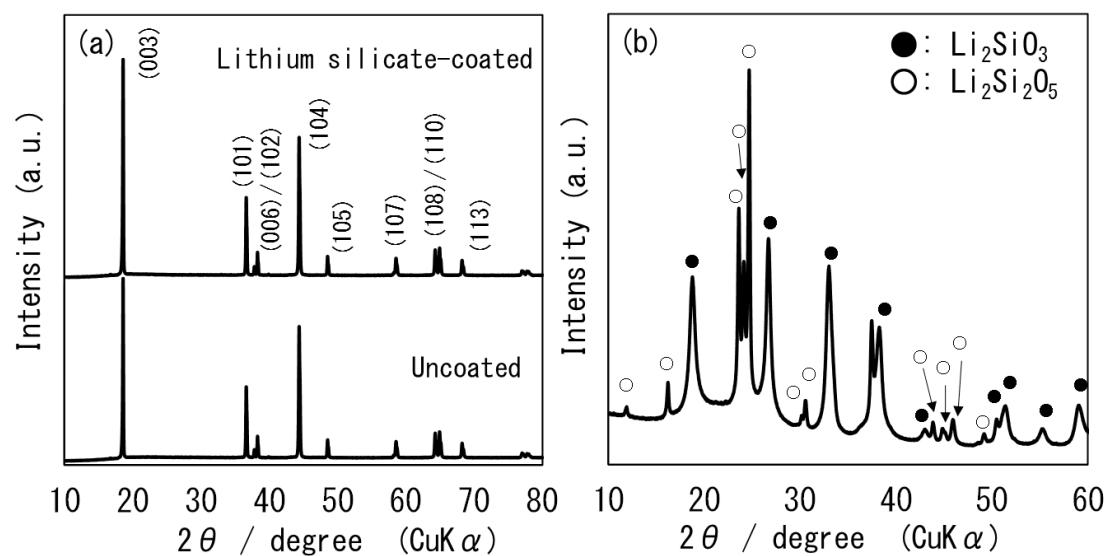 (a)
Lithium silicate-coated
(003)
(101)
(006)/(102)
(104)
(105)
(107)
(108)/(110)
(113)
Uncoated
Intensity (a.u.)
10 20 30 40 50 60 70 80
2θ / degree (CuKα)
(b)
●: Li₂SiO₃
○: Li₂Si₂O₅
Intensity (a.u.)
10 20 30 40 50 60
2θ / degree (CuKα)